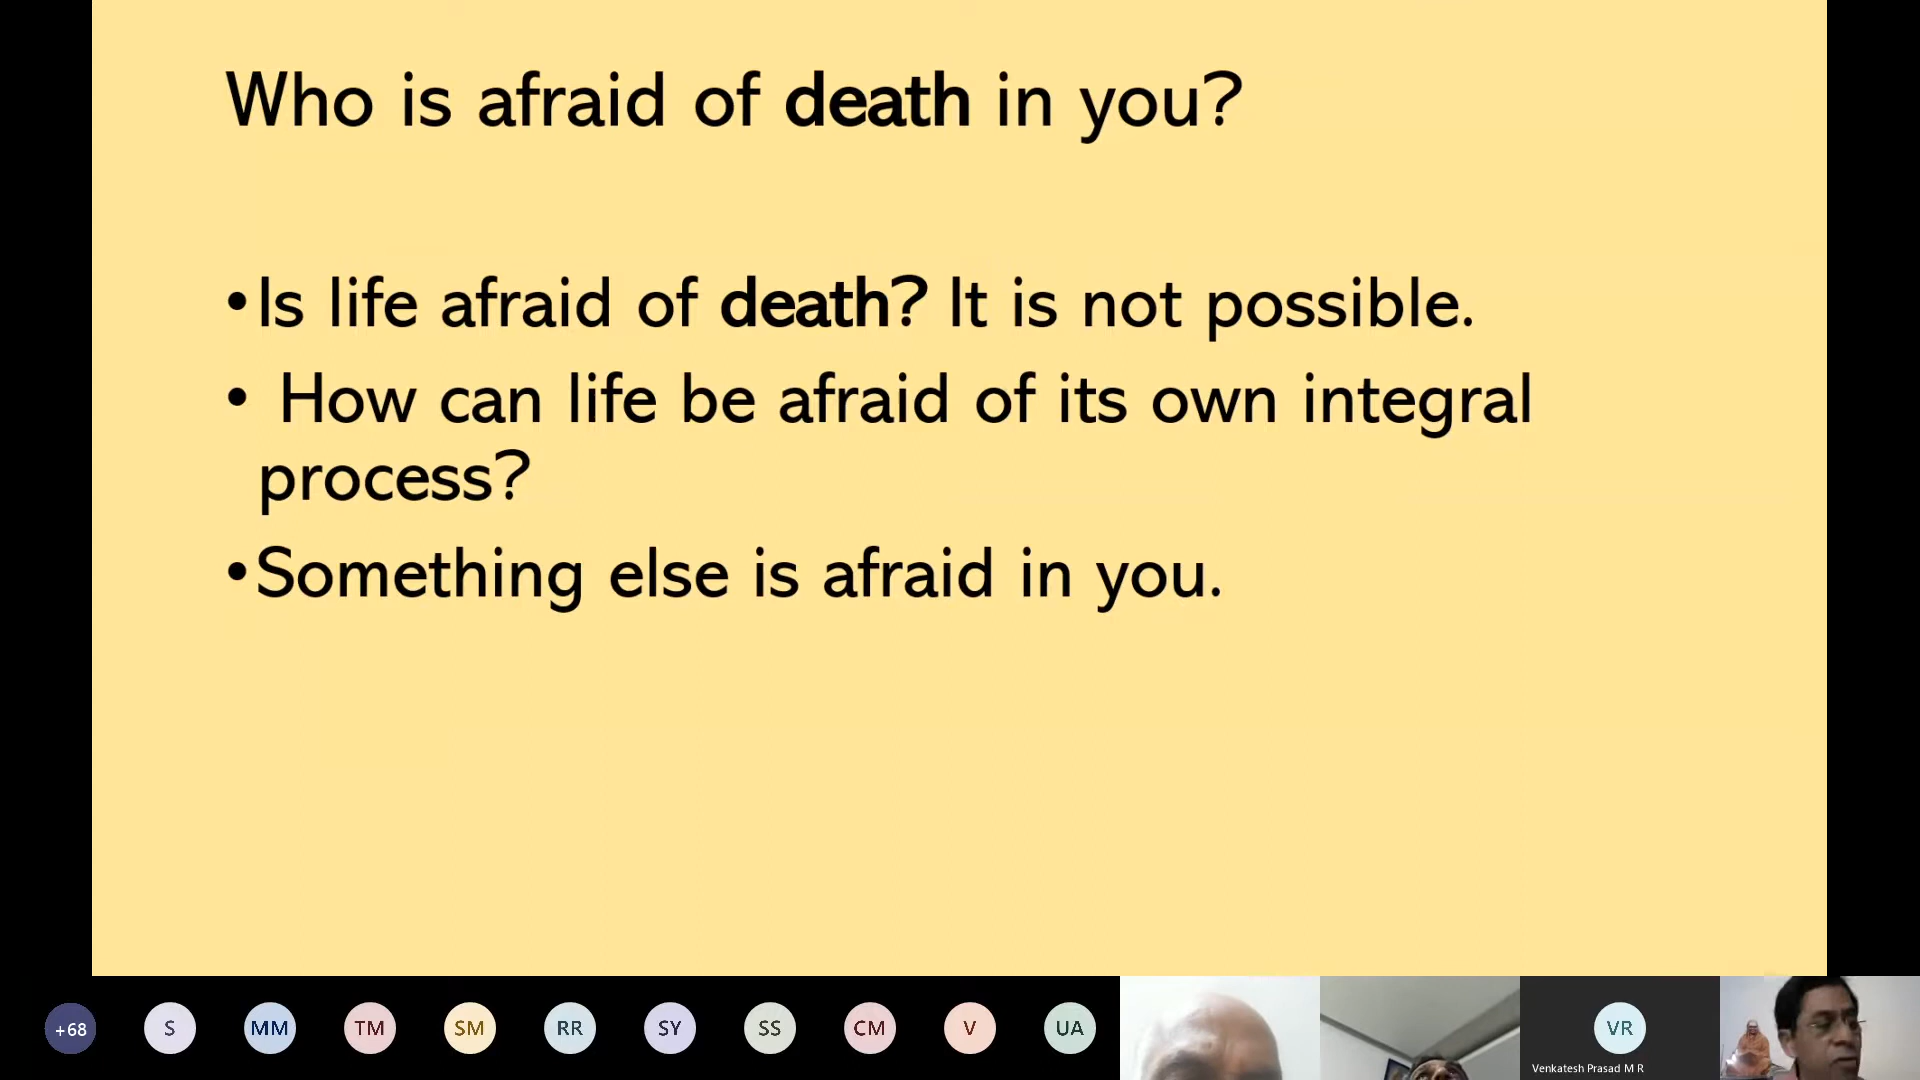 Who is afraid of death in you?
•Is life afraid of death? It is not possible.
• How can life be afraid of its own integral
process?
•Something else is afraid in you.
+68 S MM TM SM RR SY SS CM V UA VR
Venkatesh Prasad M R